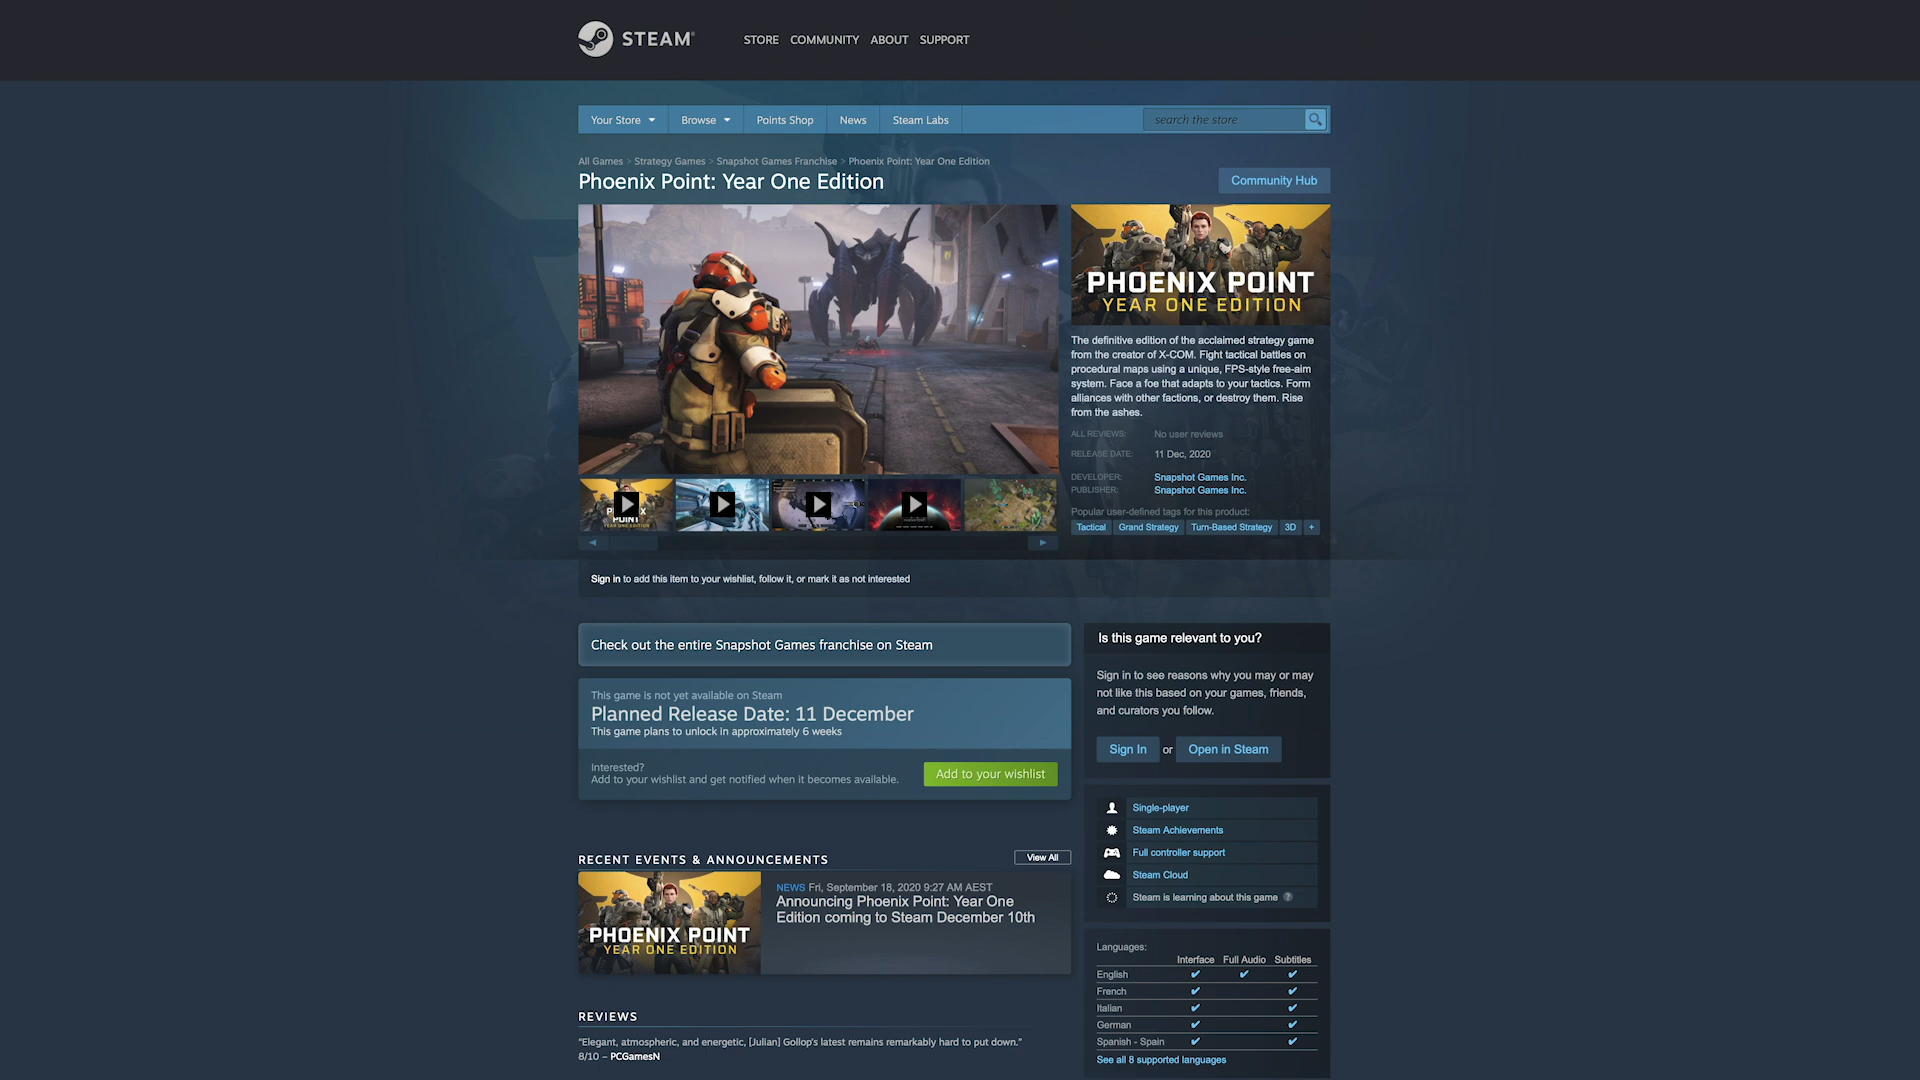 STEAM
STORE COMMUNITY ABOUT SUPPORT
Your Store Browse Points Shop News Steam Labs search the store
All Games > Strategy Games > Snapshot Games Franchise > Phoenix Point: Year One Edition
Phoenix Point: Year One Edition
Community Hub
PHOENIX POINT
YEAR ONE EDITION
The definitive edition of the acclaimed strategy game
from the creator of X-COM. Fight tactical battles on
procedural maps using a unique, FPS-style free-aim
system. Face a foe that adapts to your tactics. Form
alliances with other factions, or destroy them. Rise
from the ashes.
ALL REVIEWS: No user reviews
RELEASE DATE: 11 Dec, 2020
DEVELOPER: Snapshot Games Inc.
PUBLISHER: Snapshot Games Inc.
Popular user-defined tags for this product:
Tactical Grand Strategy Turn-Based Strategy 3D +
Sign in to add this item to your wishlist, follow it, or mark it as not interested
Check out the entire Snapshot Games franchise on Steam
This game is not yet available on Steam
Planned Release Date: 11 December
This game plans to unlock in approximately 6 weeks
Interested?
Add to your wishlist and get notified when it becomes available.
Add to your wishlist
Is this game relevant to you?
Sign in to see reasons why you may or may
not like this based on your games, friends,
and curators you follow.
Sign In or Open in Steam
Single-player
Steam Achievements
Full controller support
Steam Cloud
Steam is learning about this game ?
RECENT EVENTS & ANNOUNCEMENTS
View All
PHOENIX POINT
YEAR ONE EDITION
NEWS Fri, September 18, 2020 9:27 AM AEST
Announcing Phoenix Point: Year One
Edition coming to Steam December 10th
Languages:
Interface Full Audio Subtitles
English ✔ ✔ ✔
French ✔ ✔
Italian ✔ ✔
German ✔ ✔
Spanish - Spain ✔ ✔
See all 8 supported languages
REVIEWS
“Elegant, atmospheric, and energetic, [Julian] Gollop's latest remains remarkably hard to put down.”
8/10 – PCGamesN